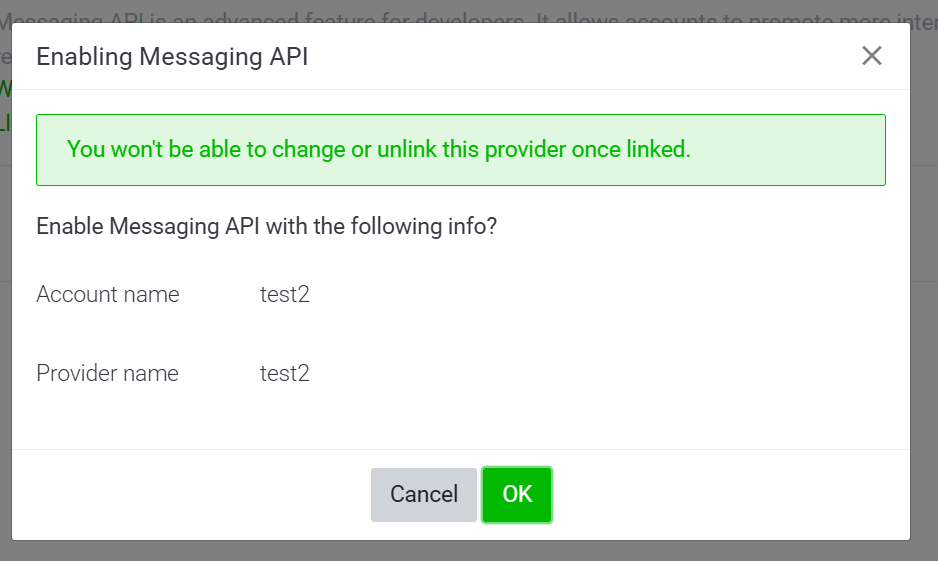 Messaging API is an advanced feature for developers. It allows accounts to promote more inter
Enabling Messaging API
You won't be able to change or unlink this provider once linked.
Enable Messaging API with the following info?
Account name test2
Provider name test2
Cancel OK